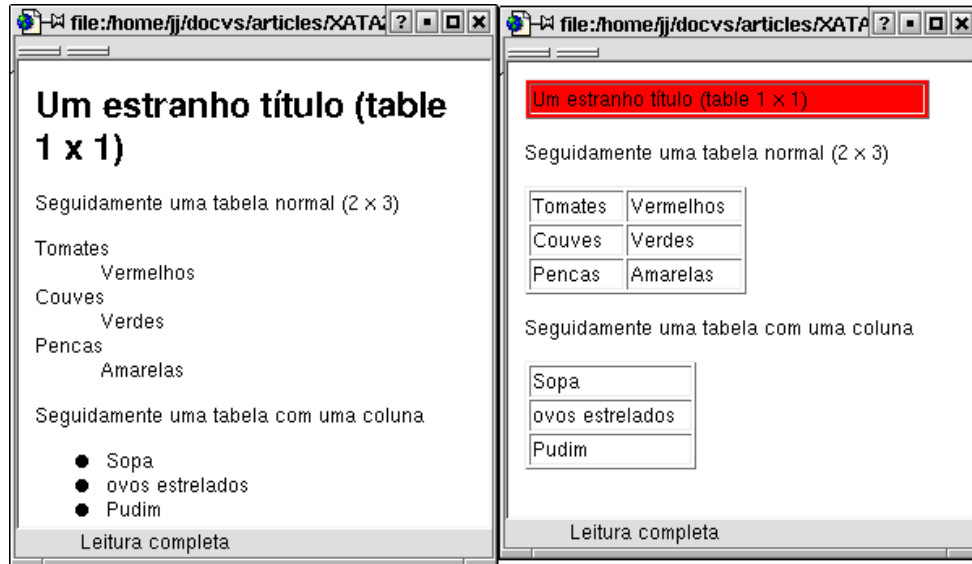 file:/home/jj/docvs/articles/XATA
Um estranho título (table
1 x 1)
Seguidamente uma tabela normal (2 × 3)
Tomates
Vermelhos
Couves
Verdes
Pencas
Amarelas
Seguidamente uma tabela com uma coluna
Sopa
ovos estrelados
Pudim
Leitura completa
file:/home/jj/docvs/articles/XATA
Um estranho título (table 1 × 1)
Seguidamente uma tabela normal (2 × 3)
Tomates Vermelhos
Couves Verdes
Pencas Amarelas
Seguidamente uma tabela com uma coluna
Sopa
ovos estrelados
Pudim
Leitura completa